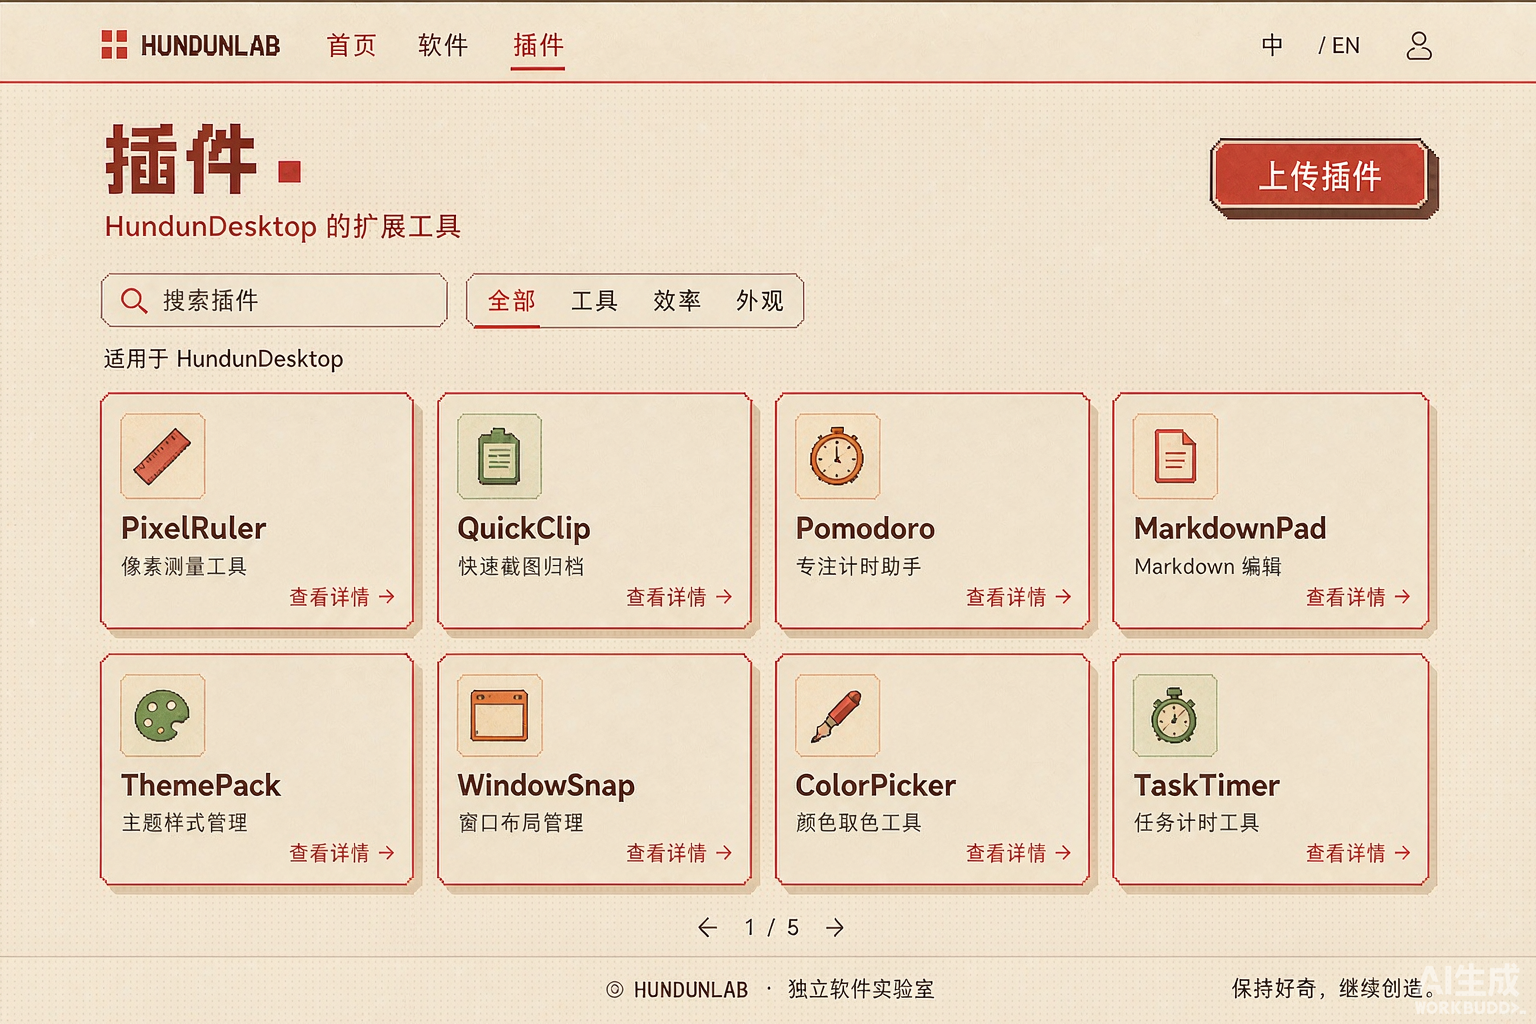 HUNDUNLAB 首页 软件 插件 中 / EN
插件
上传插件
HundunDesktop 的扩展工具
搜索插件 全部 工具 效率 外观
适用于 HundunDesktop
PixelRuler
像素测量工具
查看详情 →
QuickClip
快速截图归档
查看详情 →
Pomodoro
专注计时助手
查看详情 →
MarkdownPad
Markdown 编辑
查看详情 →
ThemePack
主题样式管理
查看详情 →
WindowSnap
窗口布局管理
查看详情 →
ColorPicker
颜色取色工具
查看详情 →
TaskTimer
任务计时工具
查看详情 →
← 1 / 5 →
◎ HUNDUNLAB · 独立软件实验室
保持好奇，继续创造。
AI生成
WORKBUDDY